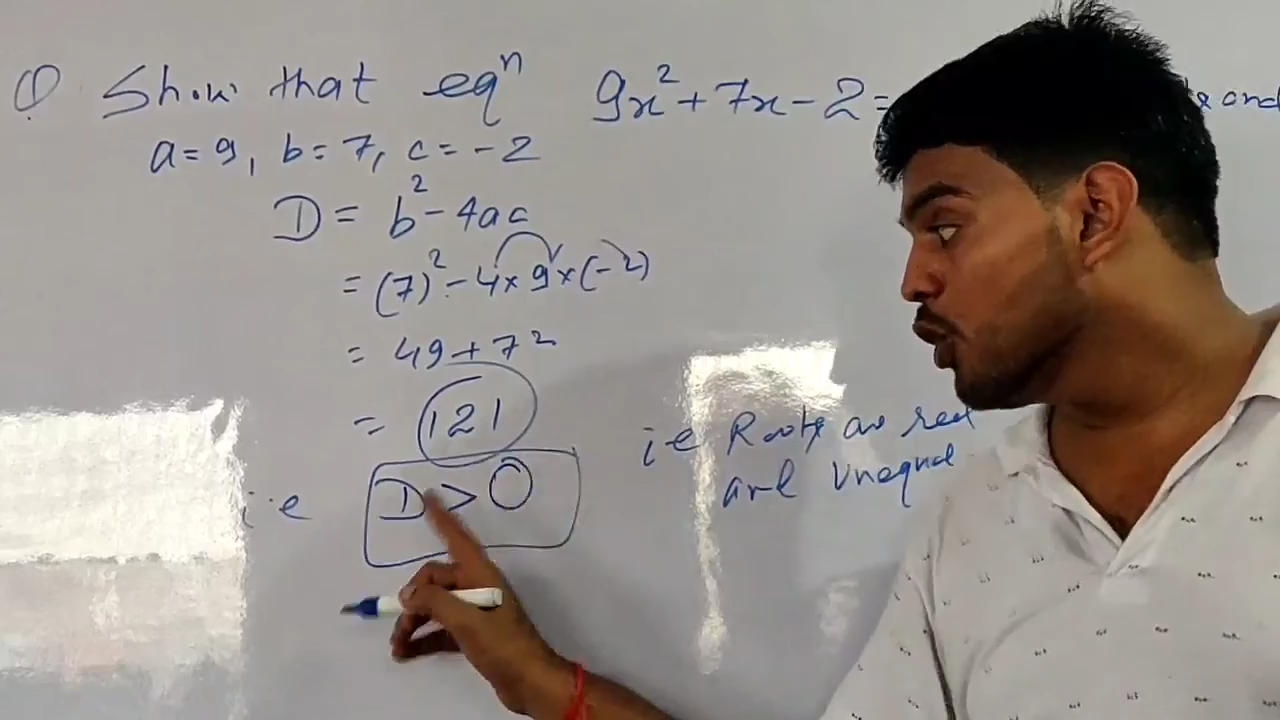 Q Show that eqⁿ 9x² + 7x - 2 = and
a = 9, b = 7, c = -2
D = b² - 4ac
= (7)² - 4 × 9 × (-2)
= 49 + 72
= 121
i.e D > 0
i e Roots are real
and Unequal